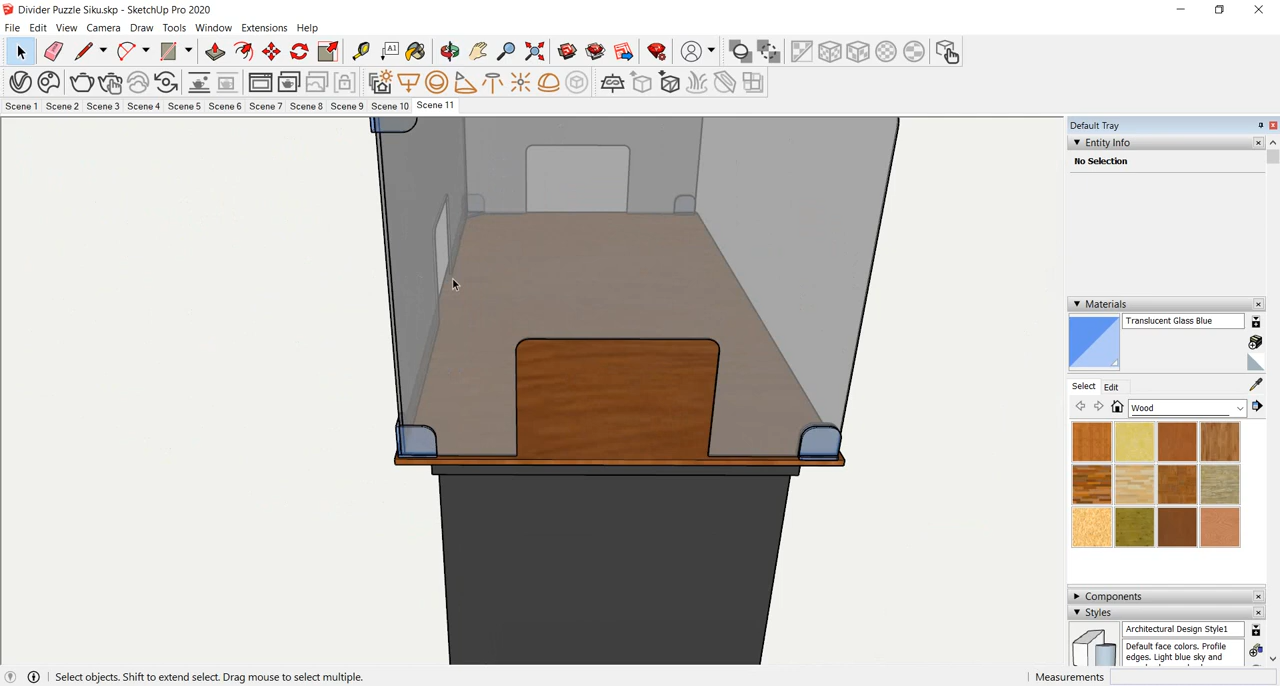 Divider Puzzle Siku.skp - SketchUp Pro 2020
File Edit View Camera Draw Tools Window Extensions Help
Scene 1 Scene 2 Scene 3 Scene 4 Scene 5 Scene 6 Scene 7 Scene 8 Scene 9 Scene 10 Scene 11
Default Tray
Entity Info
No Selection
Materials
Translucent Glass Blue
Select Edit
Wood
Components
Styles
Architectural Design Style1
Default face colors. Profile
edges. Light blue sky and
Select objects. Shift to extend select. Drag mouse to select multiple.
Measurements